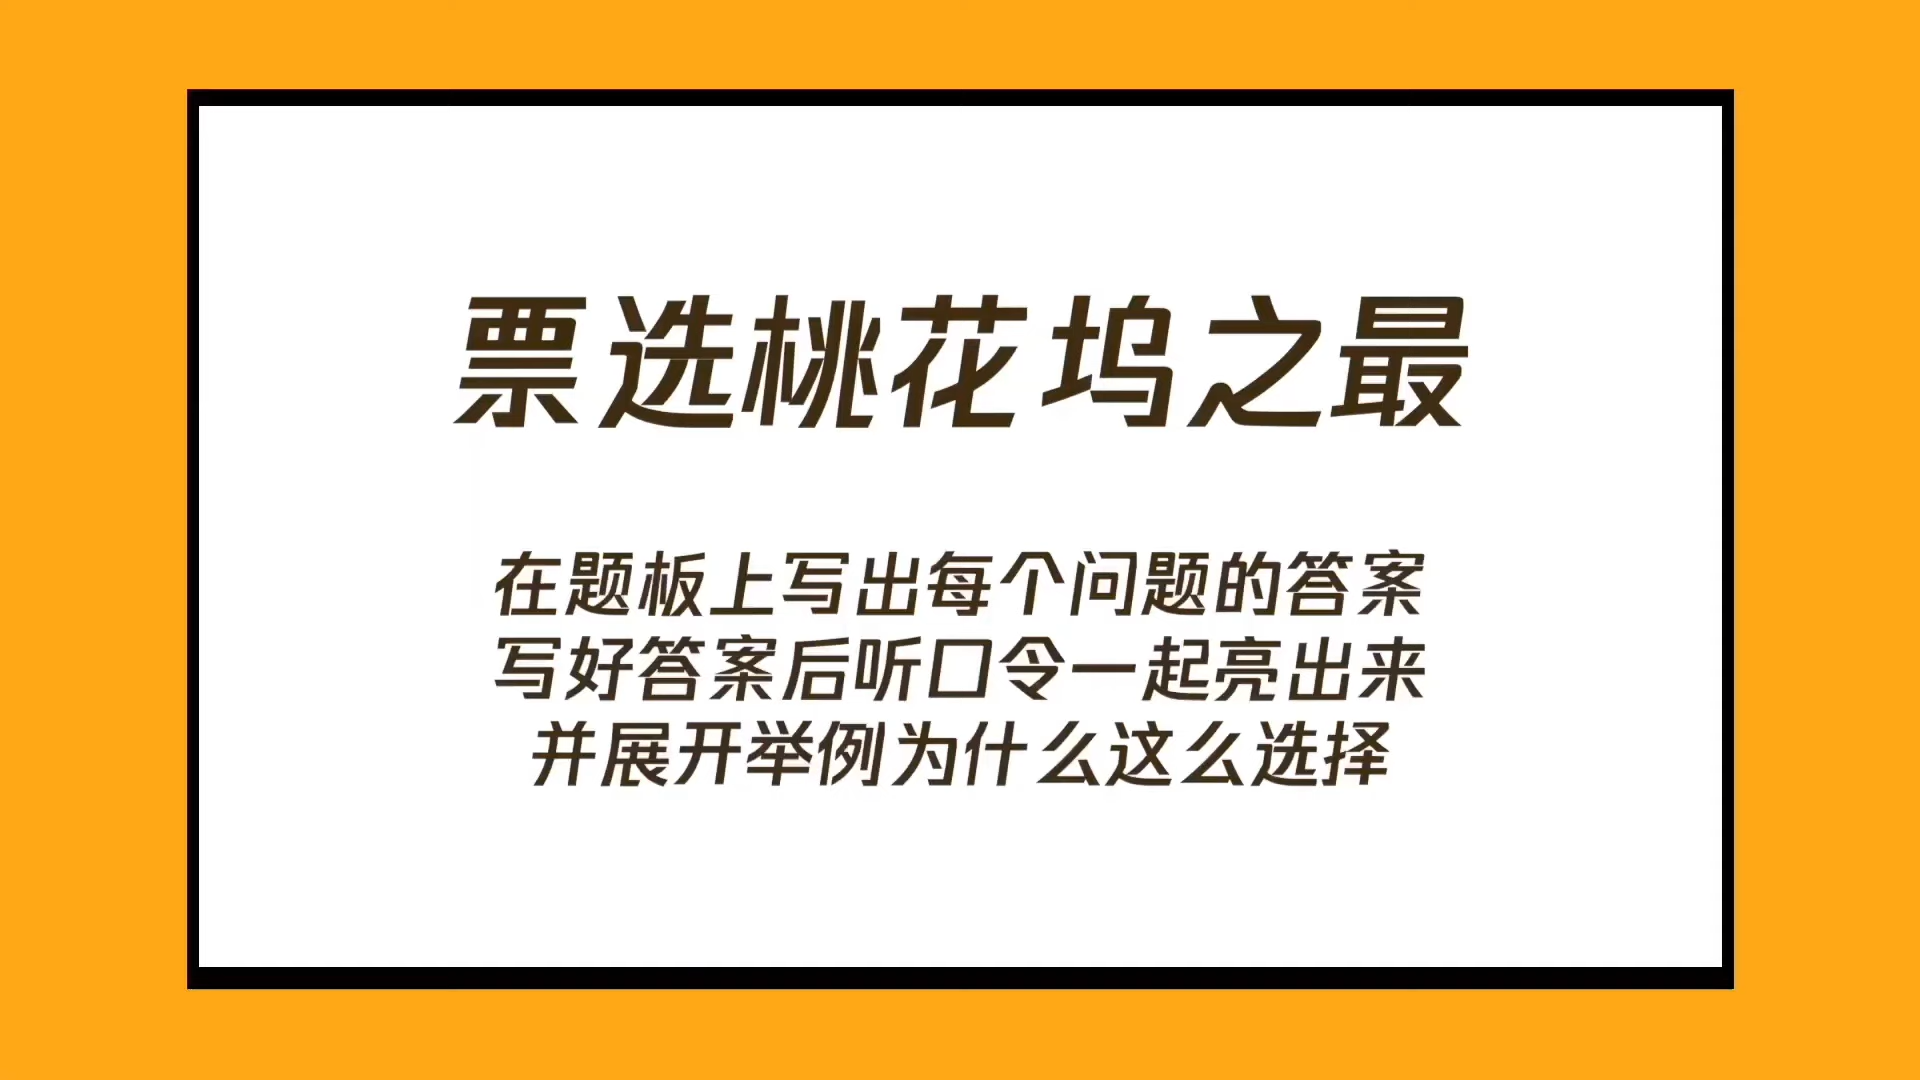 票选桃花坞之最
在题板上写出每个问题的答案
写好答案后听口令一起亮出来
并展开举例为什么这么选择